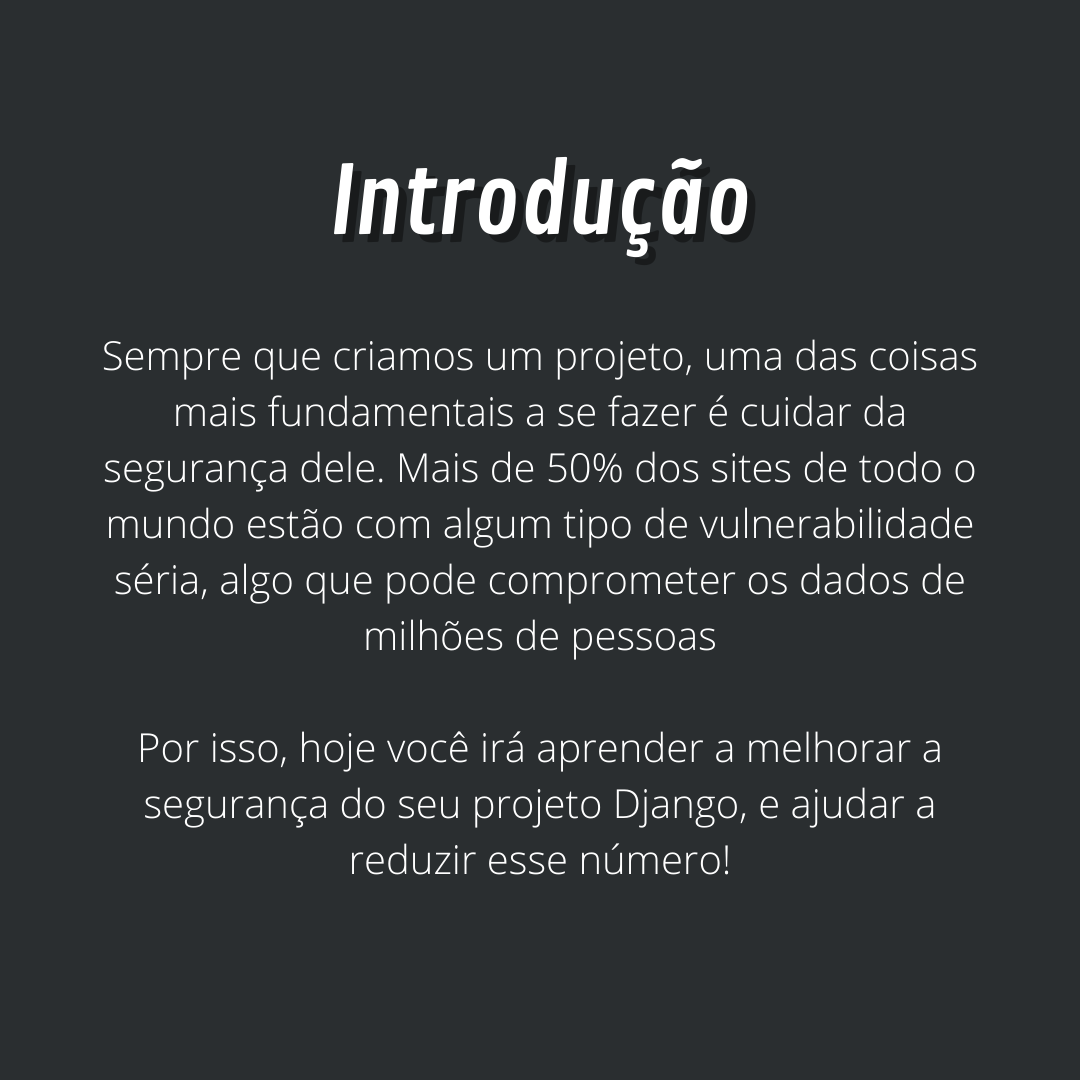 Introdução
Sempre que criamos um projeto, uma das coisas
mais fundamentais a se fazer é cuidar da
segurança dele. Mais de 50% dos sites de todo o
mundo estão com algum tipo de vulnerabilidade
séria, algo que pode comprometer os dados de
milhões de pessoas
Por isso, hoje você irá aprender a melhorar a
segurança do seu projeto Django, e ajudar a
reduzir esse número!